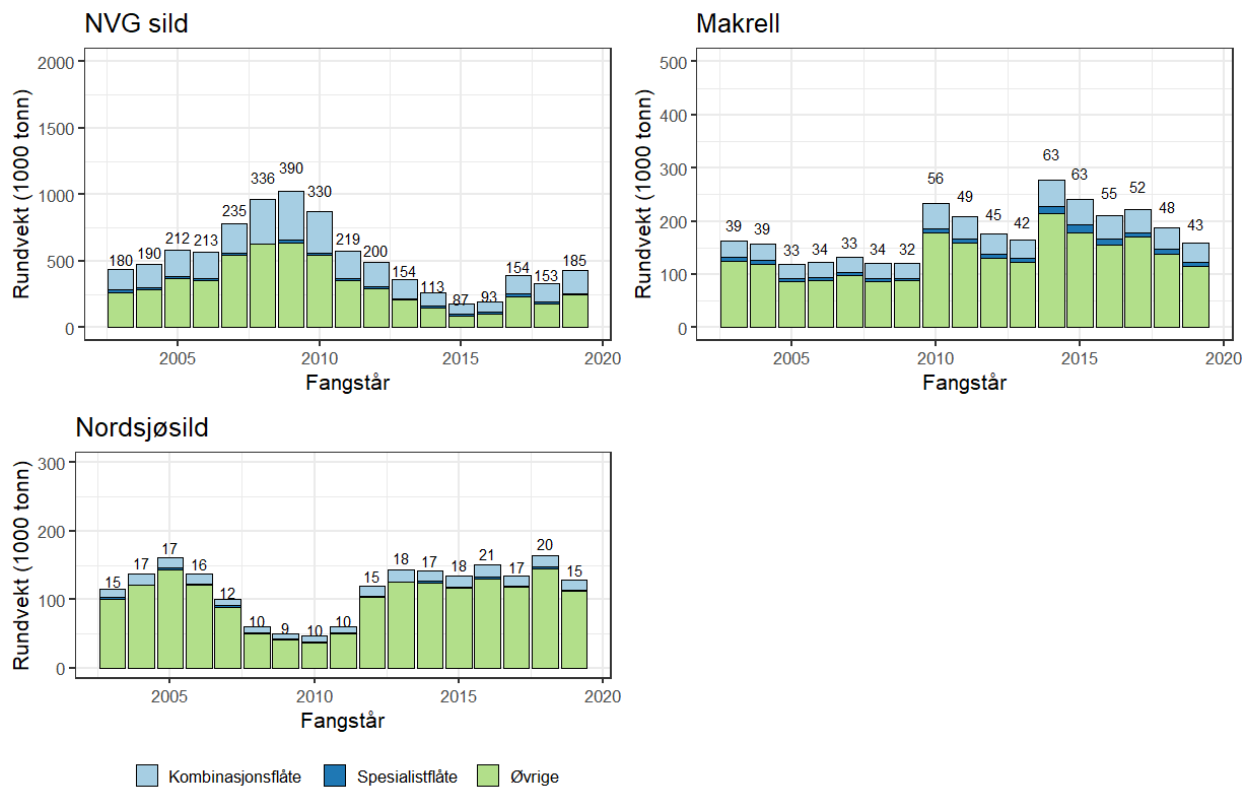 NVG sild
Rundvekt (1000 tonn)
2000
1500
1000
500
0
180 190 212 213 235 336 390 330 219 200 154 113 87 93 154 153 185
2005 2010 2015 2020
Fangstår
Makrell
Rundvekt (1000 tonn)
500
400
300
200
100
0
39 39 33 34 33 34 32 56 49 45 42 63 63 55 52 48 43
2005 2010 2015 2020
Fangstår
Nordsjøsild
Rundvekt (1000 tonn)
300
200
100
0
15 17 17 16 12 10 9 10 10 15 18 17 18 21 17 20 15
2005 2010 2015 2020
Fangstår
Kombinasjonsflåte Spesialistflåte Øvrige